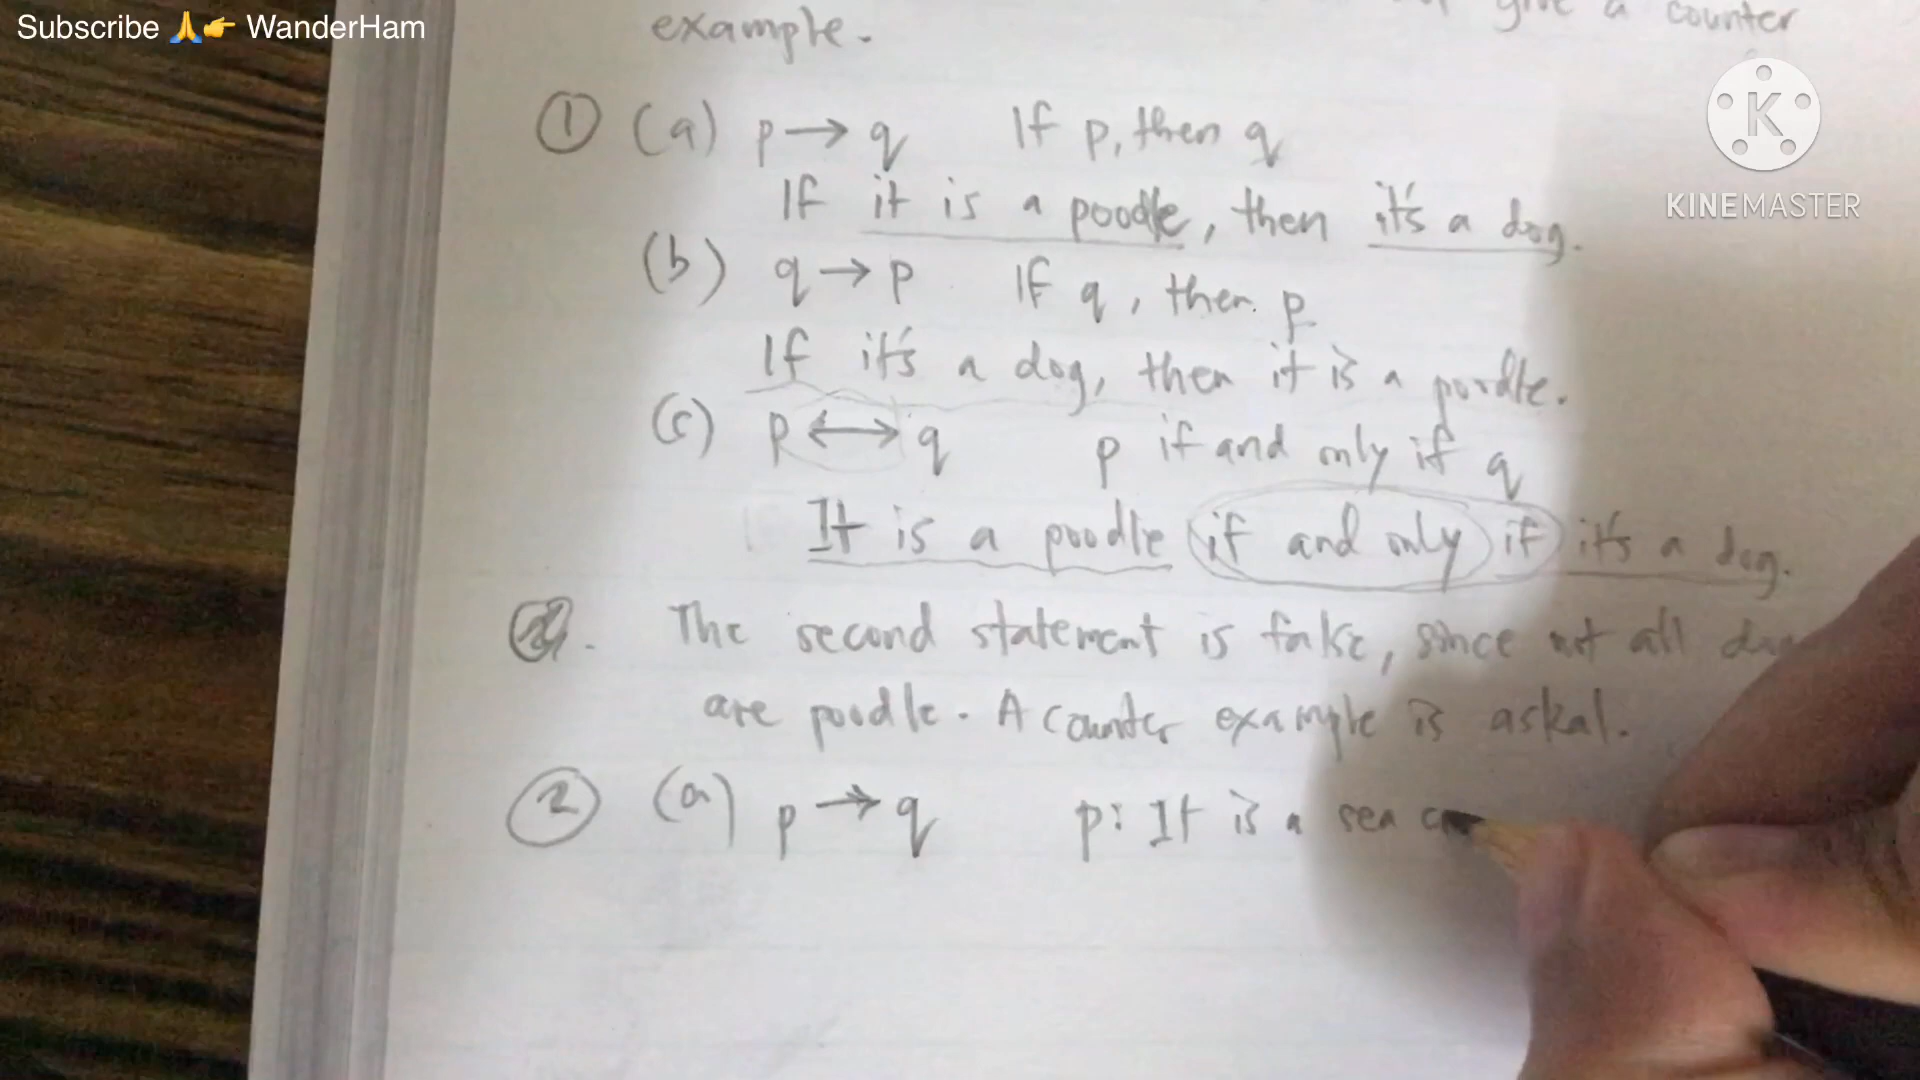 Subscribe 🙏👉 WanderHam
give a counter
example.
KINEMASTER
① (a) p → q If p, then q
If it is a poodle, then it's a dog.
(b) q → p If q, then p
If it's a dog, then it is a poodle.
(c) p ↔ q p if and only if q
It is a poodle if and only if it's a dog.
The second statement is false, since not all
are poodle. A counter example is askal.
② (a) p → q p: It is a sea